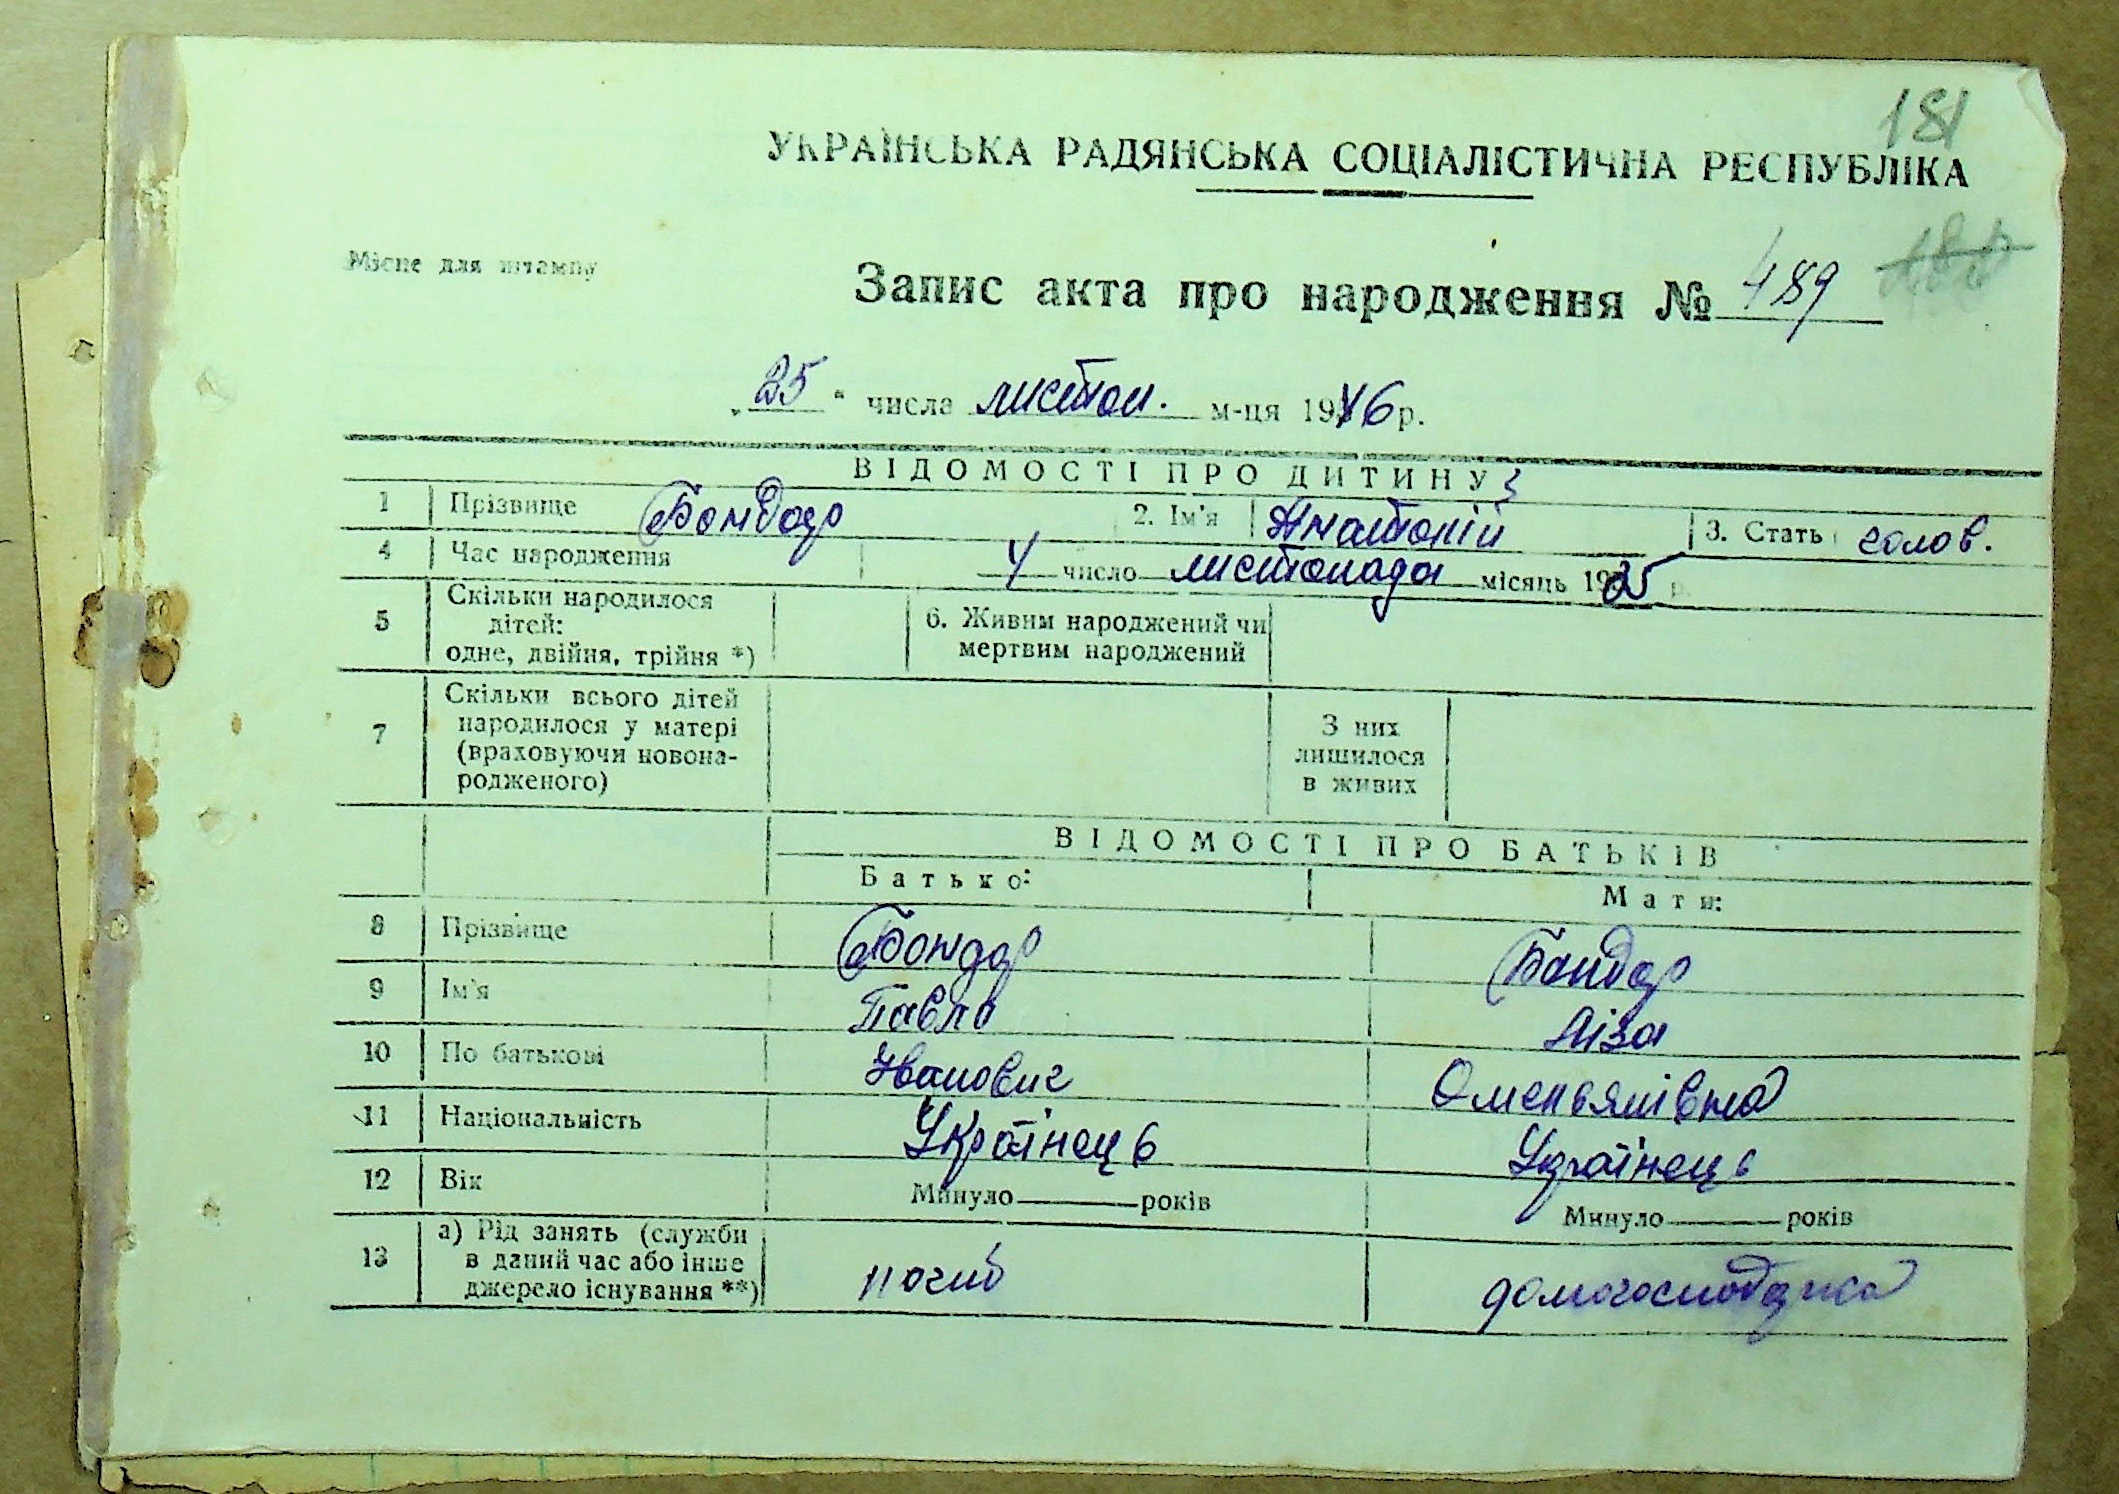 181
УКРАЇНСЬКА РАДЯНСЬКА СОЦІАЛІСТИЧНА РЕСПУБЛІКА
Місце для штампу
Запис акта про народження № 489
„25“ числа листоп. м-ця 1946 р.
ВІДОМОСТІ ПРО ДИТИНУ
1 Прізвище Бондар 2. Ім'я Анатолій 3. Стать чолов.
4 Час народження 4 число листопада місяць 1935 р.
5 Скільки народилося дітей: одне, двійня, трійня *) 6. Живим народжений чи мертвим народжений
7 Скільки всього дітей народилося у матері (враховуючи новонародженого) З них лишилося в живих
ВІДОМОСТІ ПРО БАТЬКІВ
Батько: Мати:
8 Прізвище Бондар Бондар
9 Ім'я Павло Ліза
10 По батькові Іванович
11 Національність Українець Українець
12 Вік Минуло років Минуло років
13 а) Рід занять (служби в даний час або інше джерело існування **) погиб домогосподарка